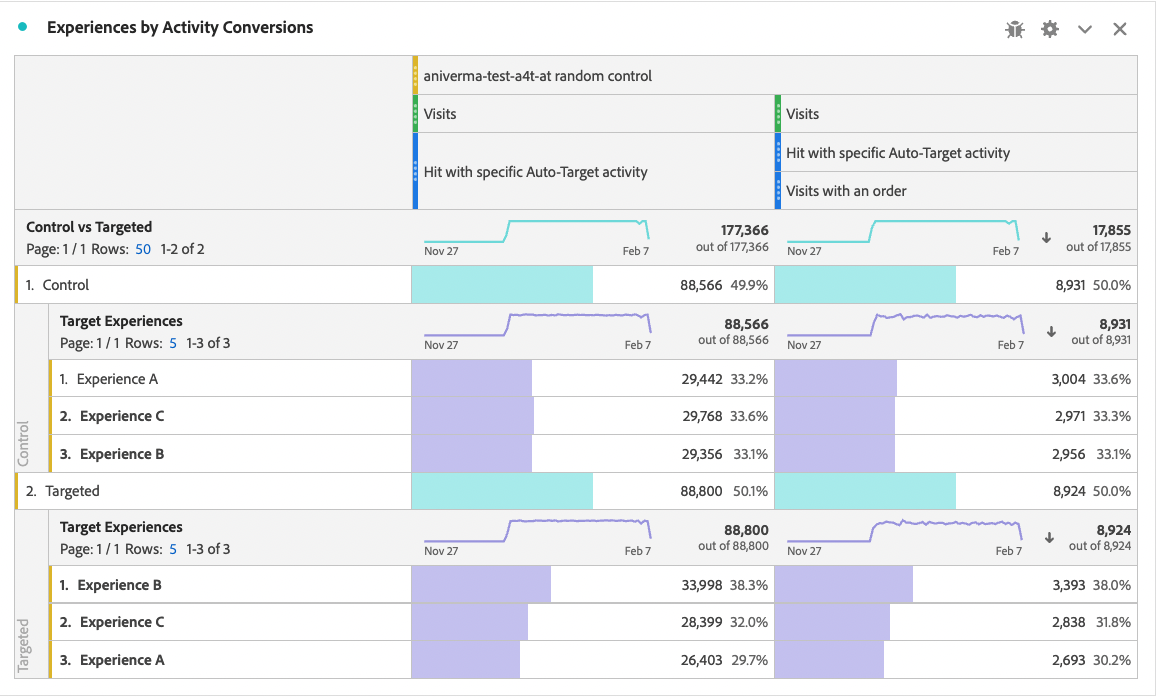 Experiences by Activity Conversions
aniverma-test-a4t-at random control
Visits
Visits
Hit with specific Auto-Target activity
Hit with specific Auto-Target activity
Visits with an order
Control vs Targeted
Page: 1 / 1 Rows: 50 1-2 of 2
Nov 27 Feb 7
177,366
out of 177,366
Nov 27 Feb 7
17,855
out of 17,855
1. Control 88,566 49.9% 8,931 50.0%
Control
Target Experiences
Page: 1 / 1 Rows: 5 1-3 of 3
Nov 27 Feb 7
88,566
out of 88,566
Nov 27 Feb 7
8,931
out of 8,931
1. Experience A 29,442 33.2% 3,004 33.6%
2. Experience C 29,768 33.6% 2,971 33.3%
3. Experience B 29,356 33.1% 2,956 33.1%
2. Targeted 88,800 50.1% 8,924 50.0%
Targeted
Target Experiences
Page: 1 / 1 Rows: 5 1-3 of 3
Nov 27 Feb 7
88,800
out of 88,800
Nov 27 Feb 7
8,924
out of 8,924
1. Experience B 33,998 38.3% 3,393 38.0%
2. Experience C 28,399 32.0% 2,838 31.8%
3. Experience A 26,403 29.7% 2,693 30.2%